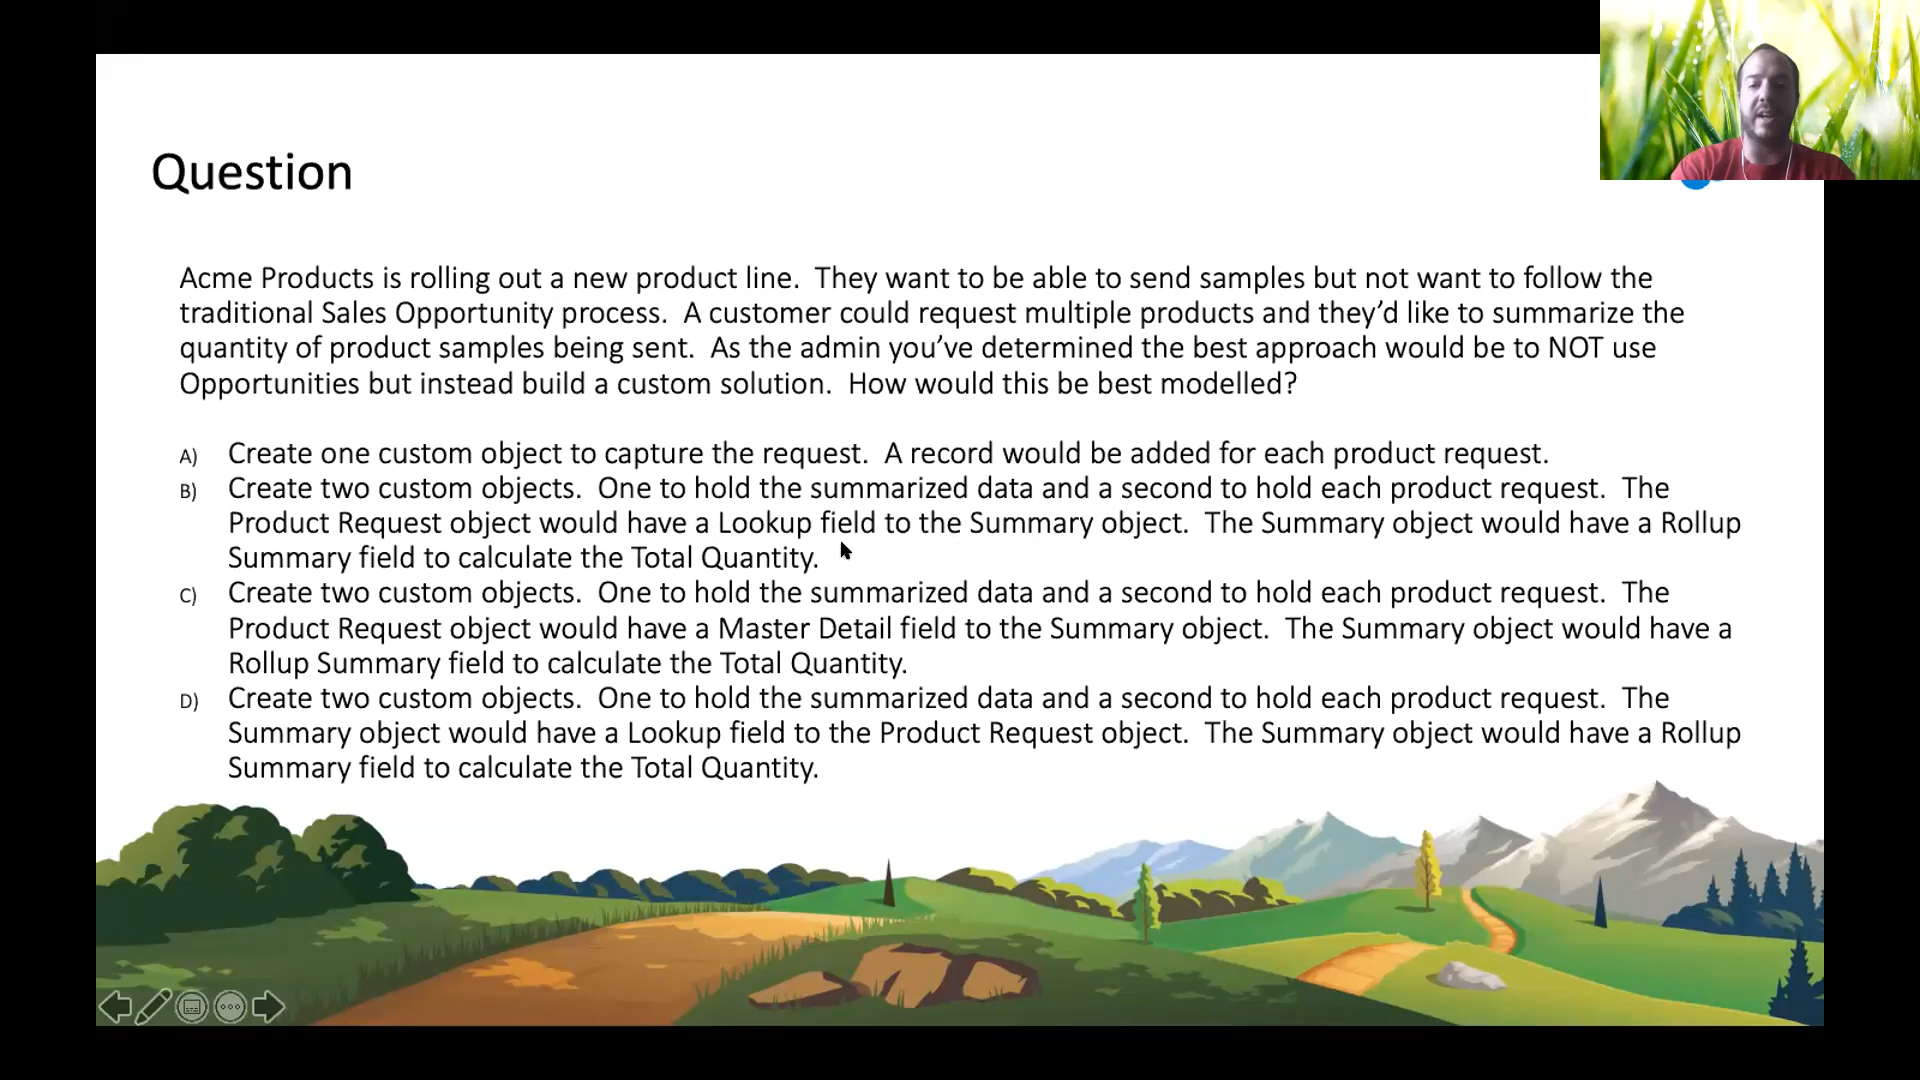 Question
Acme Products is rolling out a new product line.  They want to be able to send samples but not want to follow the
traditional Sales Opportunity process.  A customer could request multiple products and they’d like to summarize the
quantity of product samples being sent.  As the admin you’ve determined the best approach would be to NOT use
Opportunities but instead build a custom solution.  How would this be best modelled?
A) Create one custom object to capture the request.  A record would be added for each product request.
B) Create two custom objects.  One to hold the summarized data and a second to hold each product request.  The
Product Request object would have a Lookup field to the Summary object.  The Summary object would have a Rollup
Summary field to calculate the Total Quantity.
C) Create two custom objects.  One to hold the summarized data and a second to hold each product request.  The
Product Request object would have a Master Detail field to the Summary object.  The Summary object would have a
Rollup Summary field to calculate the Total Quantity.
D) Create two custom objects.  One to hold the summarized data and a second to hold each product request.  The
Summary object would have a Lookup field to the Product Request object.  The Summary object would have a Rollup
Summary field to calculate the Total Quantity.